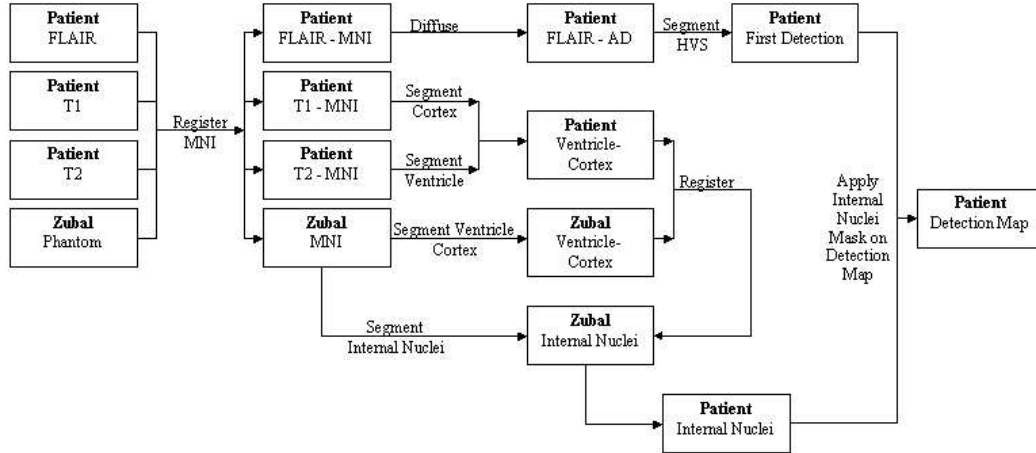 Patient
FLAIR
Patient
T1
Patient
T2
Zubal
Phantom
Register
MNI
Patient
FLAIR - MNI
Patient
T1 - MNI
Patient
T2 - MNI
Zubal
MNI
Diffuse
Segment
Cortex
Segment
Ventricle
Segment Ventricle
Cortex
Segment
Internal Nuclei
Patient
FLAIR - AD
Patient
Ventricle-
Cortex
Zubal
Ventricle-
Cortex
Zubal
Internal Nuclei
Segment
HVS
Register
Patient
First Detection
Patient
Internal Nuclei
Apply
Internal
Nuclei
Mask on
Detection
Map
Patient
Detection Map